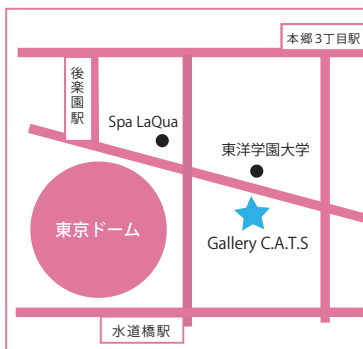 本郷3丁目駅
後楽園駅
Spa LaQua
東洋学園大学
東京ドーム
Gallery C.A.T.S
水道橋駅